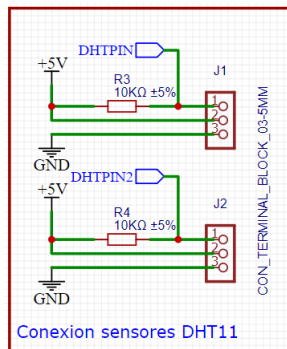 DHTPIN
+5V
R3
10KΩ ±5%
J1
1
2
3
GND
CON_TERMINAL_BLOCK_03-5MM
DHTPIN2
+5V
R4
10KΩ ±5%
J2
1
2
3
GND
Conexion sensores DHT11